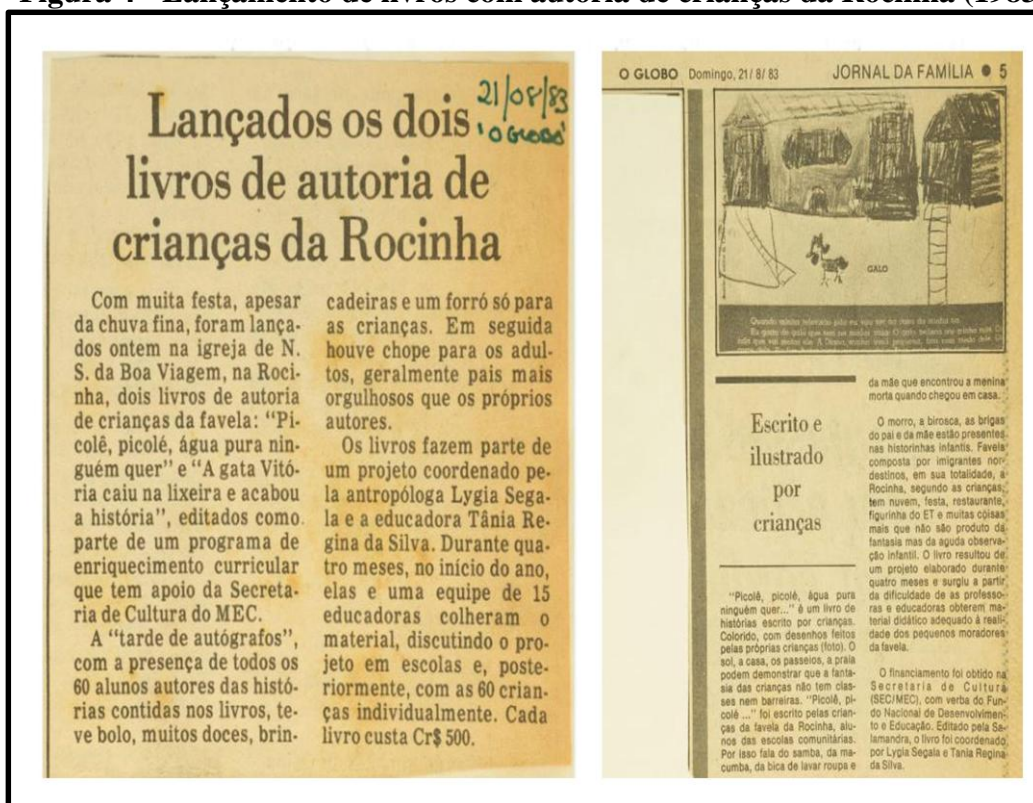 Lançados os dois
livros de autoria de
crianças da Rocinha
21/08/83
'O GLOBO'
Com muita festa, apesar
da chuva fina, foram lança-
dos ontem na igreja de N.
S. da Boa Viagem, na Roci-
nha, dois livros de autoria
de crianças da favela: “Pi-
colê, picolé, água pura nin-
guém quer” e “A gata Vitó-
ria caiu na lixeira e acabou
a história”, editados como
parte de um programa de
enriquecimento curricular
que tem apoio da Secreta-
ria de Cultura do MEC.
A “tarde de autógrafos”,
com a presença de todos os
60 alunos autores das histó-
rias contidas nos livros, te-
ve bolo, muitos doces, brin-
cadeiras e um forró só para
as crianças. Em seguida
houve chope para os adul-
tos, geralmente pais mais
orgulhosos que os próprios
autores.
Os livros fazem parte de
um projeto coordenado pe-
la antropóloga Lygia Sega-
la e a educadora Tânia Re-
gina da Silva. Durante qua-
tro meses, no início do ano,
elas e uma equipe de 15
educadoras colheram o
material, discutindo o pro-
jeto em escolas e, poste-
riormente, com as 60 crian-
ças individualmente. Cada
livro custa Cr$ 500.
O GLOBO Domingo, 21/8/83 JORNAL DA FAMÍLIA ● 5
GALO
Escrito e
ilustrado
por
crianças
“Picolê, picolé, água pura
ninguém quer...” é um livro de
histórias escrito por crianças.
Colorido, com desenhos feitos
pelas próprias crianças (foto). O
sol, a casa, os passeios, a praia
podem demonstrar que a fanta-
sia das crianças não tem clas-
ses nem barreiras. “Picolé, pi-
colé ...” foi escrito pelas crian-
ças da favela da Rocinha, alu-
nos das escolas comunitárias.
Por isso fala do samba, da ma-
cumba, da bica de lavar roupa e
da mãe que encontrou a menina
morta quando chegou em casa.
O morro, a birosca, as brigas
do pai e da mãe estão presentes
nas historinhas infantis. Favela
composta por imigrantes nor-
destinos, em sua totalidade, a
Rocinha, segundo as crianças,
tem nuvem, festa, restaurante,
figurinha do ET e muitas coisas
mais que não são produto da
fantasia mas da aguda observa-
ção infantil. O livro resultou de
um projeto elaborado durante
quatro meses e surgiu a partir
da dificuldade de as professo-
ras e educadoras obterem ma-
terial didático adequado à reali-
dade dos pequenos moradores
da favela.
O financiamento foi obtido na
Secretaria de Cultura
(SEC/MEC), com verba do Fun-
do Nacional de Desenvolvimen-
to e Educação. Editado pela Sa-
lamandra, o livro foi coordenado
por Lygia Segala e Tania Regina
da Silva.